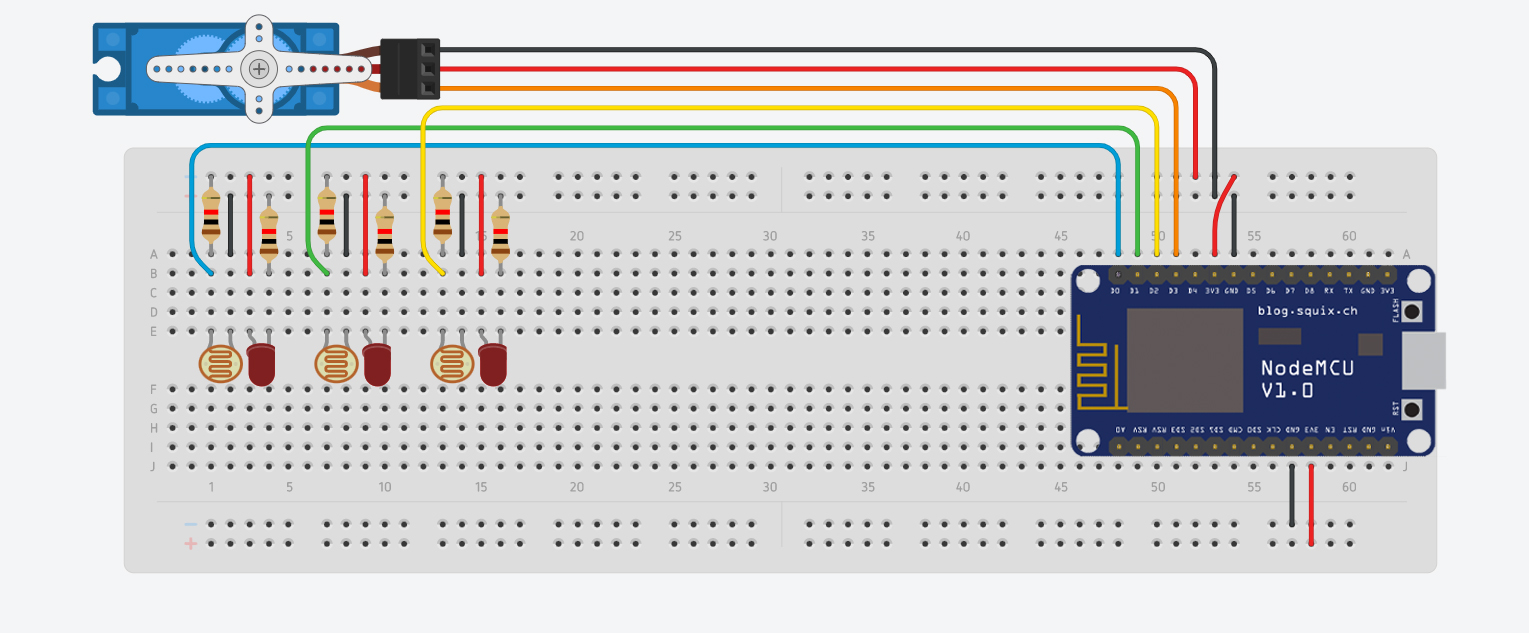 5 15 20 25 30 35 40 45 50 55 60
A A
B
C
D
E
D0 D1 D2 D3 D4 3V3 GND D5 D6 D7 D8 RX TX GND 3V3
blog.squix.ch
FLASH
NodeMCU
V1.0
RST
F
G
H
I
J J
A0 RSV RSV SD3 SD2 SD1 CMD SD0 CLK GND 3V3 EN RST GND Vin
1 5 10 15 20 25 30 35 40 45 50 55 60
−
+